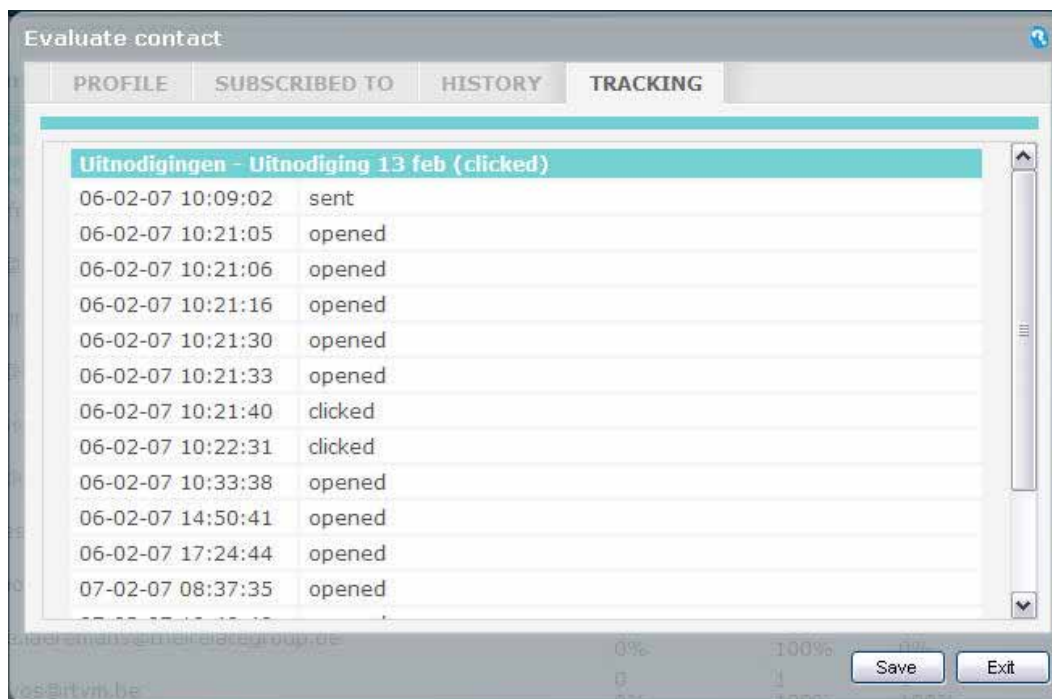 Evaluate contact
PROFILE SUBSCRIBED TO HISTORY TRACKING
Uitnodigingen - Uitnodiging 13 feb (clicked)
06-02-07 10:09:02 sent
06-02-07 10:21:05 opened
06-02-07 10:21:06 opened
06-02-07 10:21:16 opened
06-02-07 10:21:30 opened
06-02-07 10:21:33 opened
06-02-07 10:21:40 clicked
06-02-07 10:22:31 clicked
06-02-07 10:33:38 opened
06-02-07 14:50:41 opened
06-02-07 17:24:44 opened
07-02-07 08:37:35 opened
0% 100%
Save Exit
vos@rtvm.be 0 1